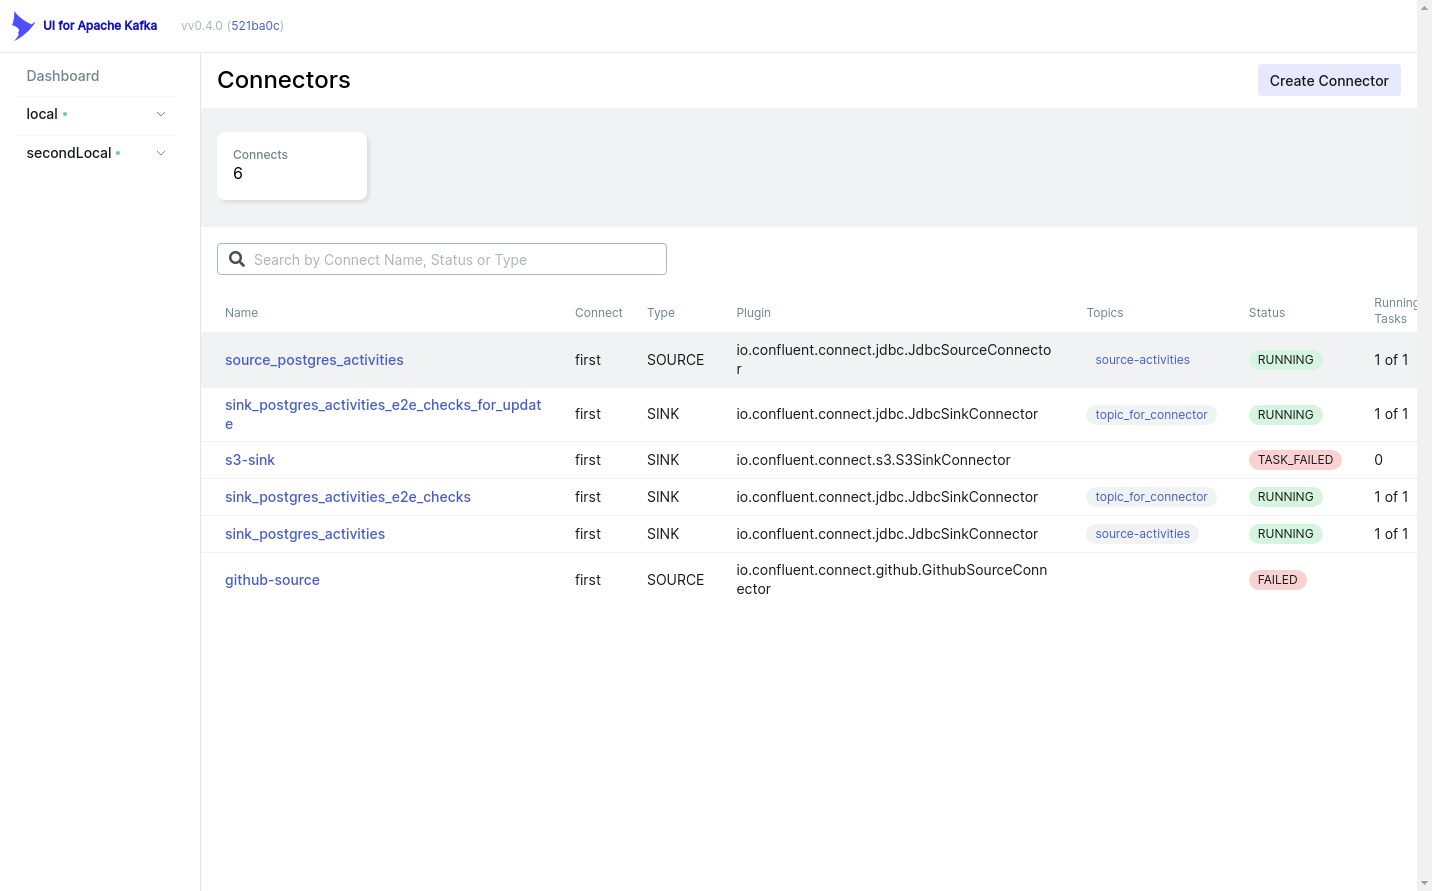 UI for Apache Kafka
vv0.4.0 (521ba0c)
Dashboard
local
secondLocal
Connectors
Create Connector
Connects
6
Search by Connect Name, Status or Type
Name Connect Type Plugin Topics Status Running
Tasks
source_postgres_activities first SOURCE io.confluent.connect.jdbc.JdbcSourceConnecto
r source-activities RUNNING 1 of 1
sink_postgres_activities_e2e_checks_for_updat
e first SINK io.confluent.connect.jdbc.JdbcSinkConnector topic_for_connector RUNNING 1 of 1
s3-sink first SINK io.confluent.connect.s3.S3SinkConnector TASK_FAILED 0
sink_postgres_activities_e2e_checks first SINK io.confluent.connect.jdbc.JdbcSinkConnector topic_for_connector RUNNING 1 of 1
sink_postgres_activities first SINK io.confluent.connect.jdbc.JdbcSinkConnector source-activities RUNNING 1 of 1
github-source first SOURCE io.confluent.connect.github.GithubSourceConn
ector FAILED